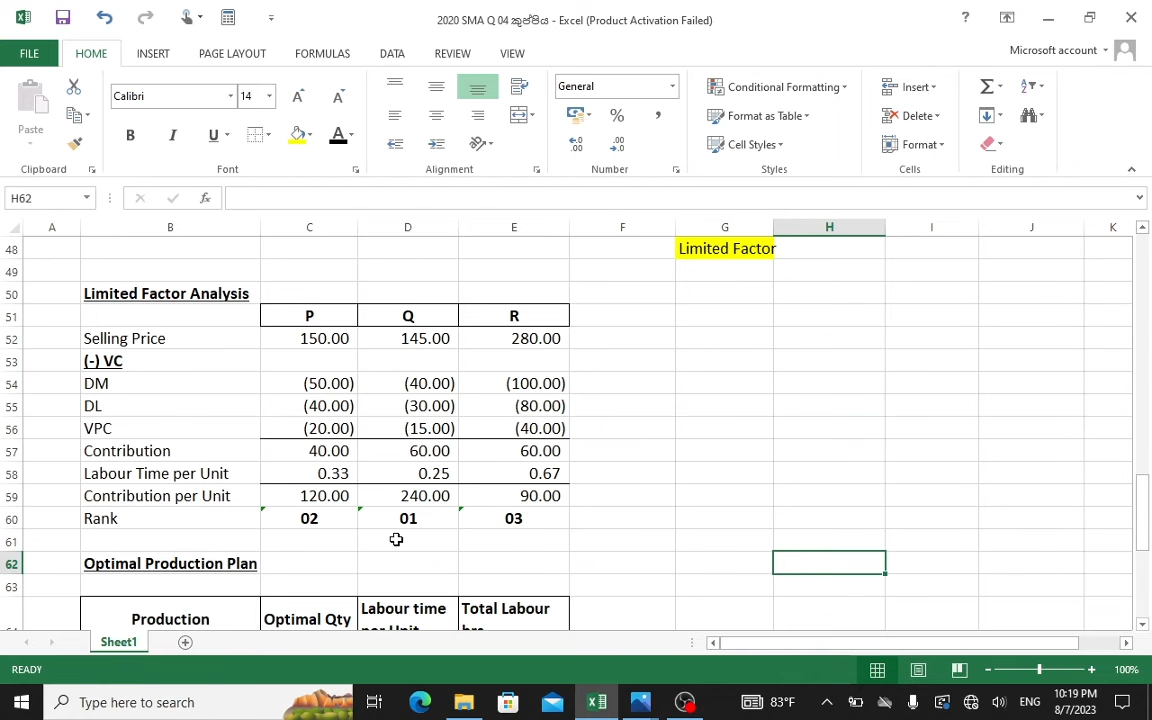 2020 SMA Q 04 කුප්පිය - Excel (Product Activation Failed)
FILE HOME INSERT PAGE LAYOUT FORMULAS DATA REVIEW VIEW Microsoft account
Paste Calibri 14 General Conditional Formatting Insert
Format as Table Delete
B I U A Cell Styles Format
Clipboard Font Alignment Number Styles Cells Editing
H62
A B C D E F G H I J K
48 Limited Factor
49
50 Limited Factor Analysis
51 P Q R
52 Selling Price 150.00 145.00 280.00
53 (-) VC
54 DM (50.00) (40.00) (100.00)
55 DL (40.00) (30.00) (80.00)
56 VPC (20.00) (15.00) (40.00)
57 Contribution 40.00 60.00 60.00
58 Labour Time per Unit 0.33 0.25 0.67
59 Contribution per Unit 120.00 240.00 90.00
60 Rank 02 01 03
61
62 Optimal Production Plan
63
Production Optimal Qty Labour time Total Labour
Sheet1
READY 100%
Type here to search 83°F ENG 10:19 PM
8/7/2023